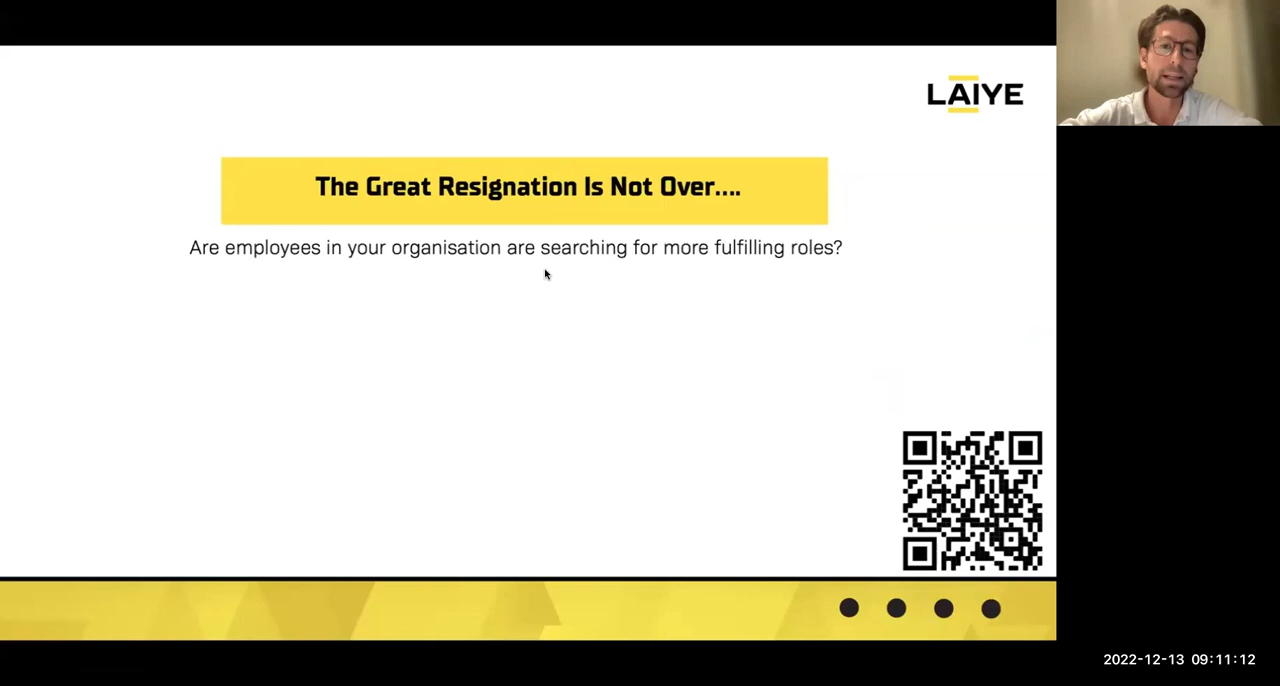 LAIYE
The Great Resignation Is Not Over....
Are employees in your organisation are searching for more fulfilling roles?
2022-12-13 09:11:12